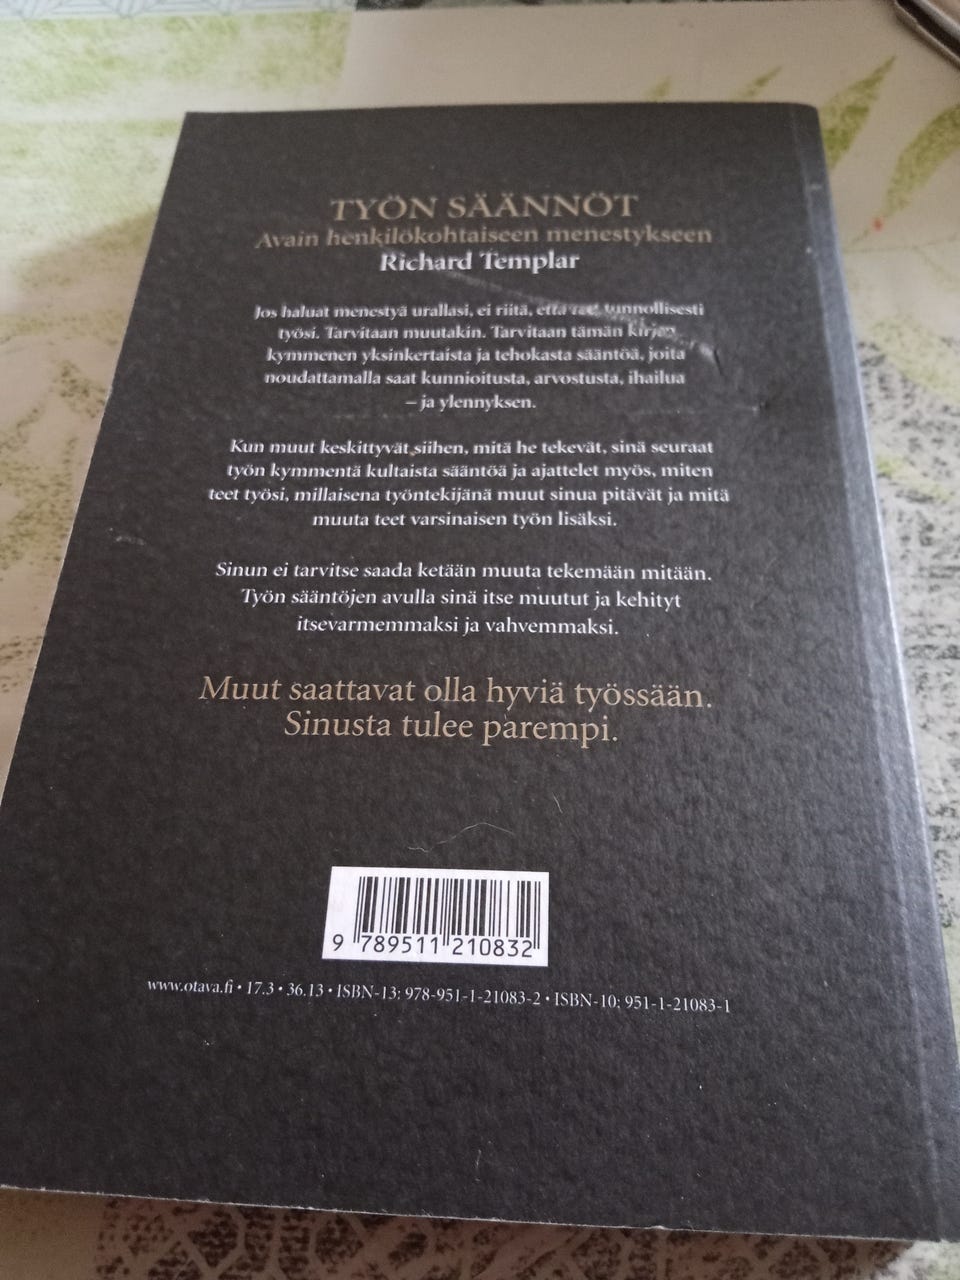 TYÖN SÄÄNNÖT
Avain henkilökohtaiseen menestykseen
Richard Templar
Jos haluat menestyä urallasi, ei riitä, että teet tunnollisesti
työsi. Tarvitaan muutakin. Tarvitaan tämän kirjan
kymmenen yksinkertaista ja tehokasta sääntöä, joita
noudattamalla saat kunnioitusta, arvostusta, ihailua
– ja ylennyksen.
Kun muut keskittyvät siihen, mitä he tekevät, sinä seuraat
työn kymmentä kultaista sääntöä ja ajattelet myös, miten
teet työsi, millaisena työntekijänä muut sinua pitävät ja mitä
muuta teet varsinaisen työn lisäksi.
Sinun ei tarvitse saada ketään muuta tekemään mitään.
Työn sääntöjen avulla sinä itse muutut ja kehityt
itsevarmemmaksi ja vahvemmaksi.
Muut saattavat olla hyviä työssään.
Sinusta tulee parempi.
9 789511 210832
www.otava.fi • 17.3 • 36.13 • ISBN-13: 978-951-1-21083-2 • ISBN-10: 951-1-21083-1